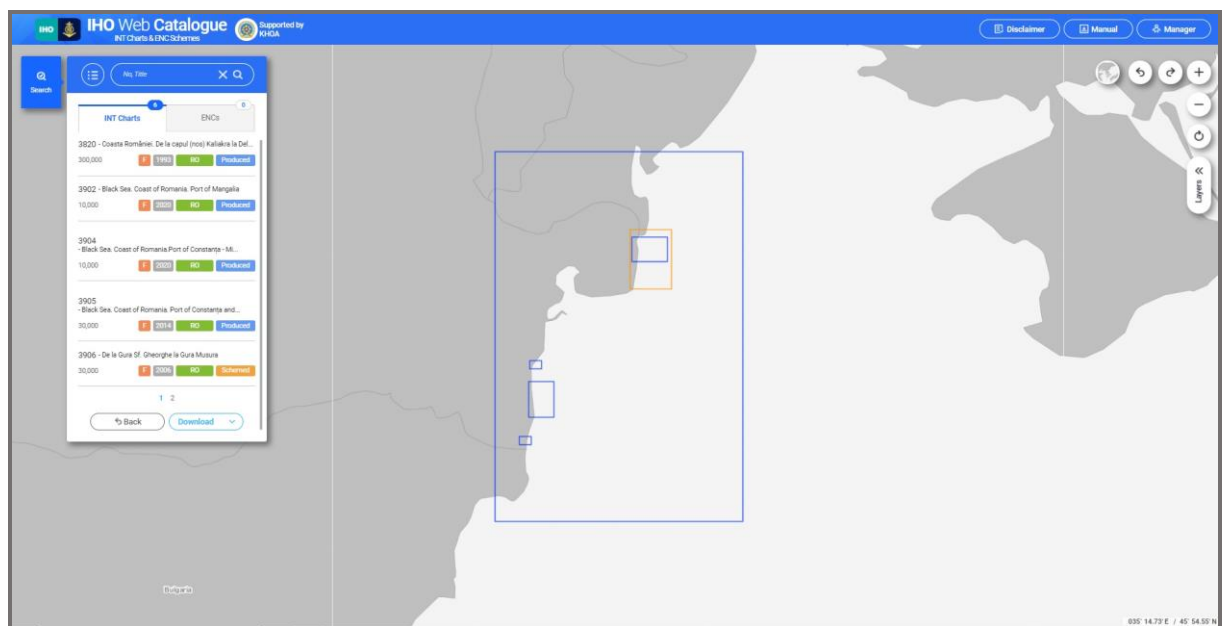 IHO
IHO Web Catalogue
INT Charts & ENC Schemes
Supported by
KHOA
Disclaimer
Manual
Manager
Search
No, Title
INT Charts
6
ENCs
0
3820 - Coasta României. De la capul (nos) Kaliakra la Del...
300,000 F 1993 RO Produced
3902 - Black Sea. Coast of Romania. Port of Mangalia
10,000 F 2020 RO Produced
3904
- Black Sea. Coast of Romania.Port of Constanța - Mi...
10,000 F 2020 RO Produced
3905
- Black Sea. Coast of Romania. Port of Constanța and...
30,000 F 2014 RO Produced
3906 - De la Gura Sf. Gheorghe la Gura Musura
30,000 F 2006 RO Schemed
1 2
Back
Download
Layers
Bulgaria
035° 14.73' E / 45° 54.55' N